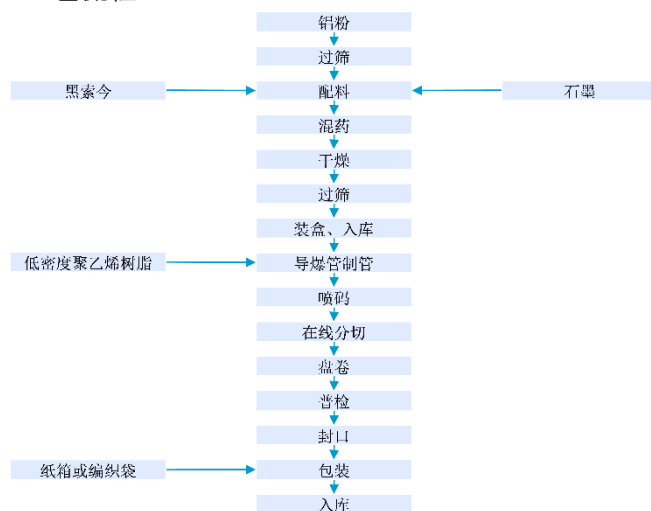 铝粉
过筛
黑索今 配料 石墨
混药
干燥
过筛
装盒、入库
低密度聚乙烯树脂 导爆管制管
喷码
在线分切
盘卷
普检
封口
纸箱或编织袋 包装
入库